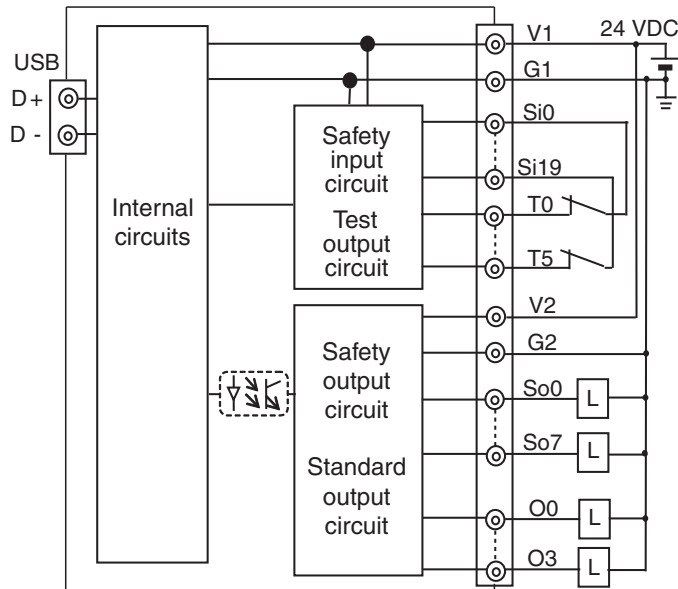 V1
24 VDC
USB
G1
D+
Si0
D -
Safety
input
circuit
Si19
Internal
circuits
T0
Test
output
circuit
T5
V2
G2
Safety
output
circuit
So0
L
So7
L
Standard
output
circuit
O0
L
O3
L